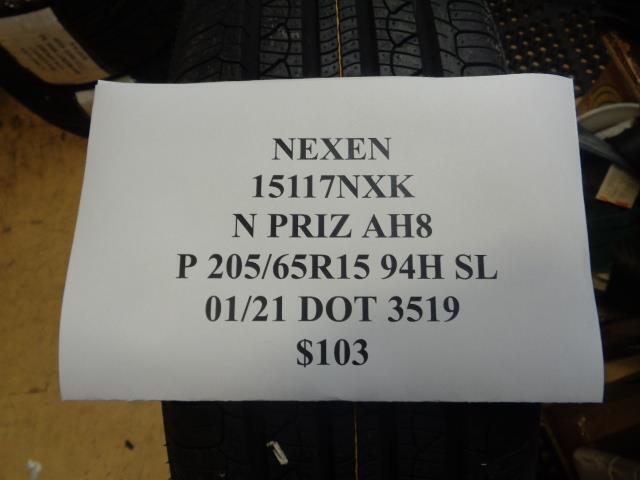 NEXEN
15117NXK
N PRIZ AH8
P 205/65R15 94H SL
01/21 DOT 3519
$103